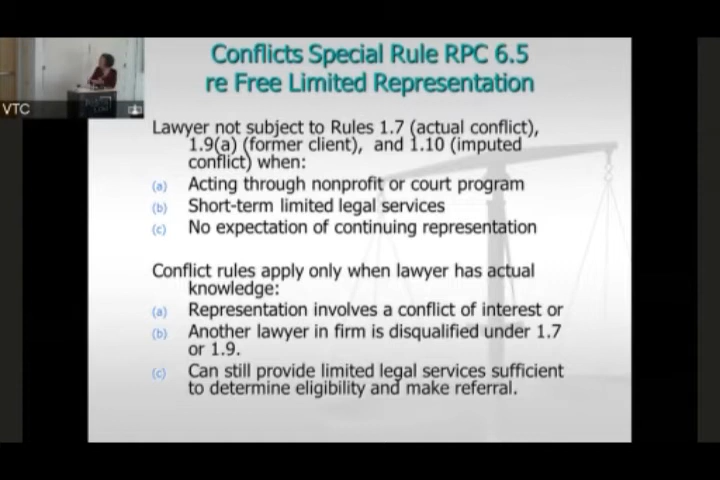 Conflicts Special Rule RPC 6.5
re Free Limited Representation
VTC
Lawyer not subject to Rules 1.7 (actual conflict),
1.9(a) (former client), and 1.10 (imputed
conflict) when:
(a) Acting through nonprofit or court program
(b) Short-term limited legal services
(c) No expectation of continuing representation
Conflict rules apply only when lawyer has actual
knowledge:
(a) Representation involves a conflict of interest or
(b) Another lawyer in firm is disqualified under 1.7
or 1.9.
(c) Can still provide limited legal services sufficient
to determine eligibility and make referral.